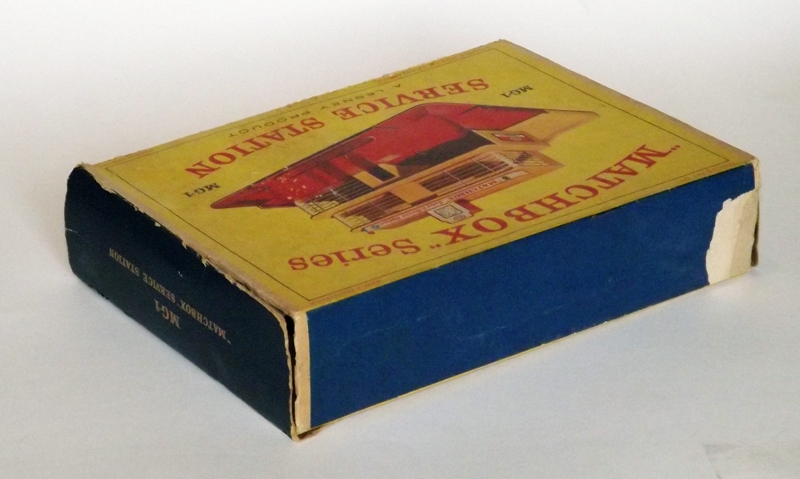 "MATCHBOX" Series
MG-1
MG-1
SERVICE STATION
A LESNEY PRODUCT
MG-1
"MATCHBOX" SERVICE STATION